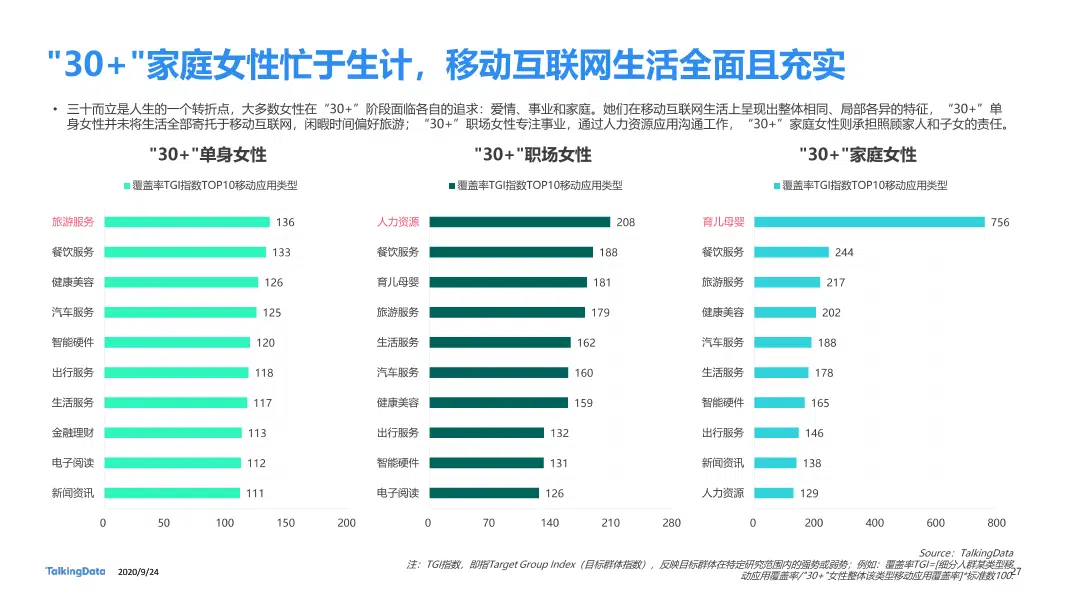 "30+"家庭女性忙于生计，移动互联网生活全面且充实
• 三十而立是人生的一个转折点，大多数女性在“30+”阶段面临各自的追求：爱情、事业和家庭。她们在移动互联网生活上呈现出整体相同、局部各异的特征，“30+”单
身女性并未将生活全部寄托于移动互联网，闲暇时间偏好旅游；“30+”职场女性专注事业，通过人力资源应用沟通工作，“30+”家庭女性则承担照顾家人和子女的责任。
"30+"单身女性
覆盖率TGI指数TOP10移动应用类型
旅游服务 136
餐饮服务 133
健康美容 126
汽车服务 125
智能硬件 120
出行服务 118
生活服务 117
金融理财 113
电子阅读 112
新闻资讯 111
0 50 100 150 200
"30+"职场女性
覆盖率TGI指数TOP10移动应用类型
人力资源 208
餐饮服务 188
育儿母婴 181
旅游服务 179
生活服务 162
汽车服务 160
健康美容 159
出行服务 132
智能硬件 131
电子阅读 126
0 70 140 210 280
"30+"家庭女性
覆盖率TGI指数TOP10移动应用类型
育儿母婴 756
餐饮服务 244
旅游服务 217
健康美容 202
汽车服务 188
生活服务 178
智能硬件 165
出行服务 146
新闻资讯 138
人力资源 129
0 200 400 600 800
Source：TalkingData
注：TGI指数，即指Target Group Index（目标群体指数），反映目标群体在特定研究范围内的强势或弱势；例如：覆盖率TGI=[细分人群某类型移
动应用覆盖率/"30+"女性整体该类型移动应用覆盖率]*标准数100
TalkingData 2020/9/24
27